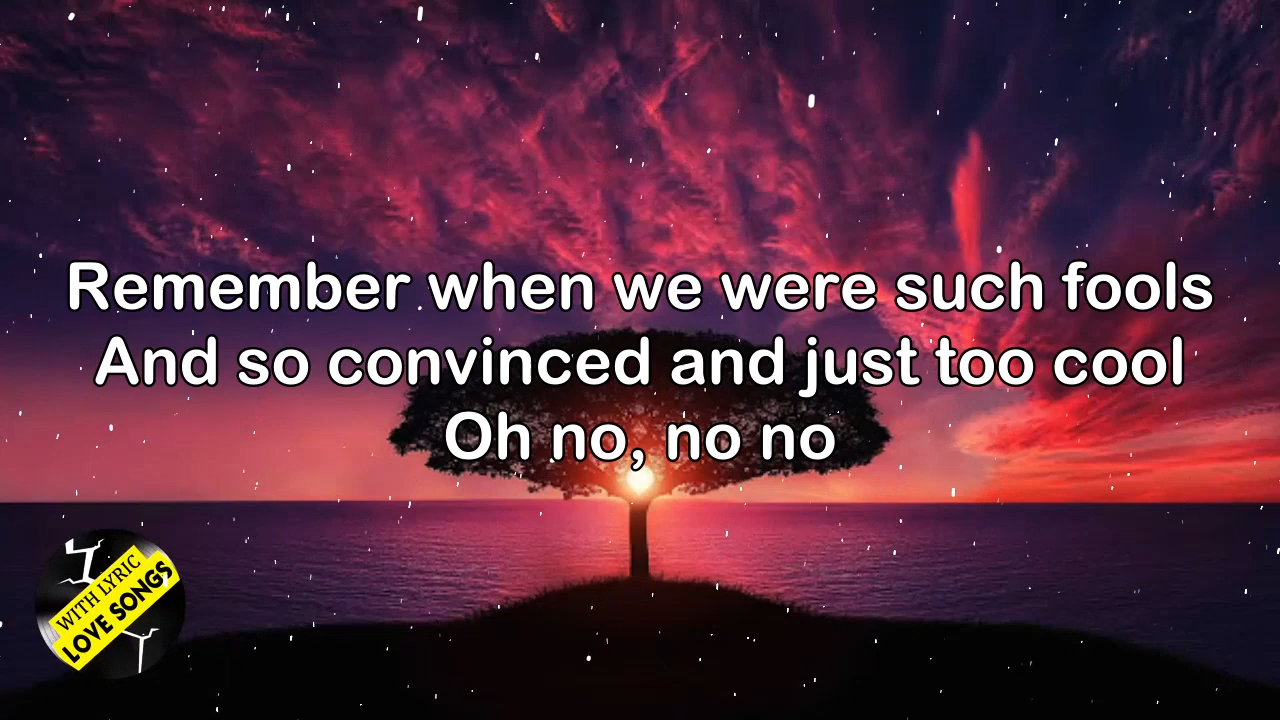 Remember when we were such fools
And so convinced and just too cool
Oh no, no no
WITH LYRIC
LOVE SONGS